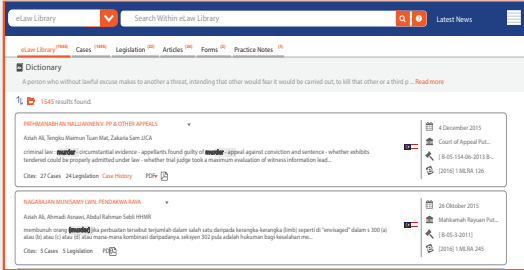 eLaw Library Search Within eLaw Library Latest News
eLaw Library (1545) Cases Legislation (22) Articles Forms Practice Notes
Dictionary
A person who without lawful excuse makes to another a threat, intending that other would fear it would be carried out, to kill that other or a third p ... Read more
1545 results found.
PATHMANABHAN NALLIANNEN V. PP & OTHER APPEALS
Aziah Ali, Tengku Maimun Tuan Mat, Zakaria Sam JJCA
criminal law : murder - circumstantial evidence - appellants found guilty of murder - appeal against conviction and sentence - whether exhibits
tendered could be properly admitted under law - whether trial judge took a maximum evaluation of witness information lead...
Cites: 27 Cases 24 Legislation Case History PDF
4 December 2015
Court of Appeal Put...
[ B-05-154-06-2013 B...
[2016] 1 MLRA 126
NAGARAJAN MUNISAMY LWN. PENDAKWA RAYA
Aziah Ali, Ahmadi Asnawi, Abdul Rahman Sebli HHMR
membunuh orang (murder) jika perbuatan tersebut terjumlah dalam salah satu daripada kerangka-kerangka (limb) seperti di "envisaged" dalam s 300 (a)
atau (b) atau (c) atau (d) atau mana-mana kombinasi daripadanya. seksyen 302 pula adalah hukuman bagi kesalahan me...
Cites: 5 Cases 5 Legislation PDF
26 Oktober 2015
Mahkamah Rayuan Put...
[ B-05-3-2011]
[2016] 1 MLRA 245